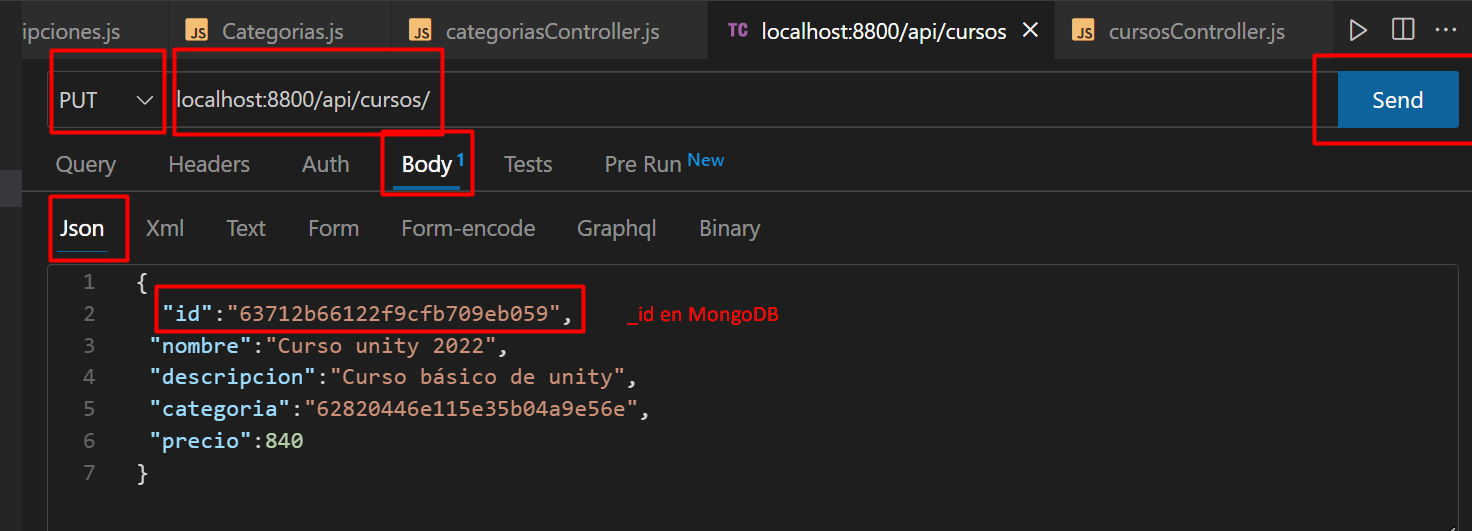 ipciones.js JS Categorias.js JS categoriasController.js TC localhost:8800/api/cursos JS cursosController.js
PUT localhost:8800/api/cursos/ Send
Query Headers Auth Body 1 Tests Pre Run New
Json Xml Text Form Form-encode Graphql Binary
1 {
2 "id":"63712b66122f9cfb709eb059", _id en MongoDB
3 "nombre":"Curso unity 2022",
4 "descripcion":"Curso básico de unity",
5 "categoria":"62820446e115e35b04a9e56e",
6 "precio":840
7 }